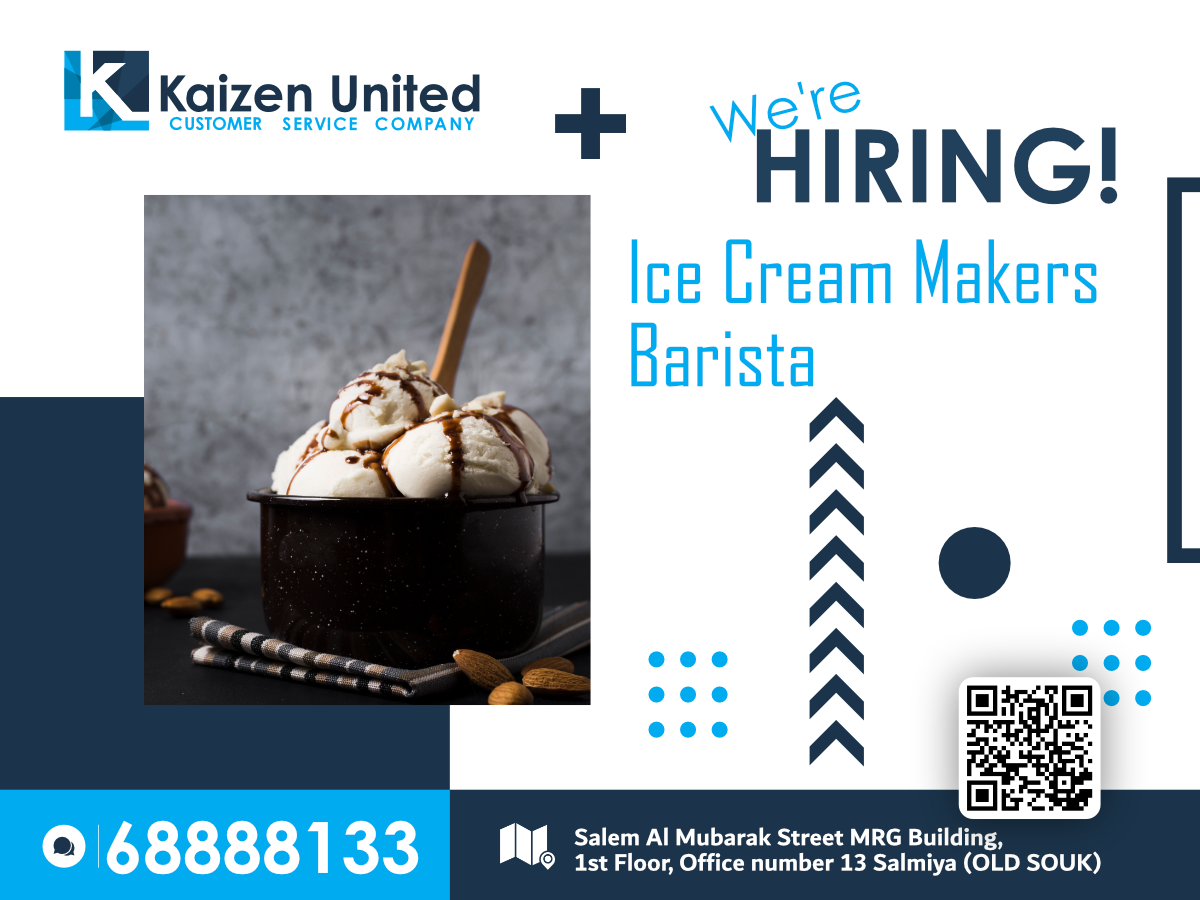 Kaizen United
CUSTOMER SERVICE COMPANY
We're
HIRING!
Ice Cream Makers
Barista
68888133
Salem Al Mubarak Street MRG Building,
1st Floor, Office number 13 Salmiya (OLD SOUK)